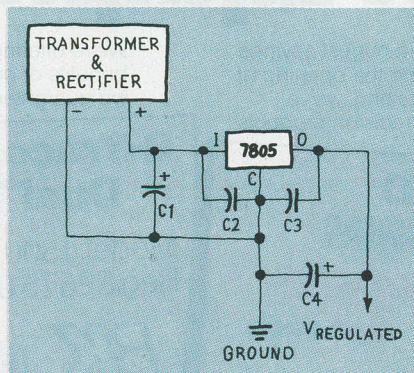 TRANSFORMER
&
RECTIFIER
- +
I 7805 O
C
+
C1 C2 C3
+
C4
VREGULATED
GROUND